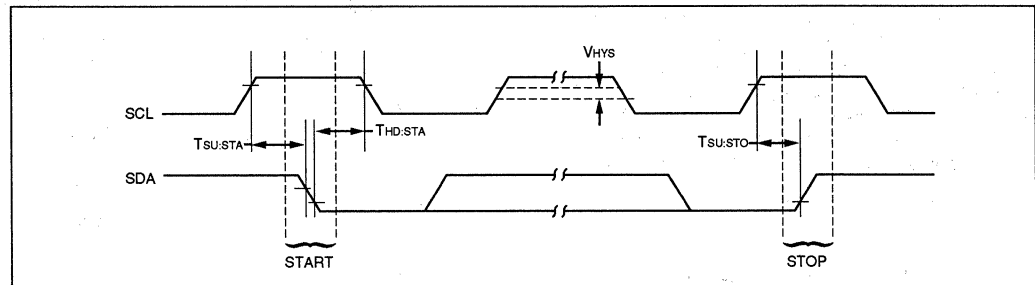 VHYS
SCL
THD:STA
TSU:STA
TSU:STO
SDA
START
STOP